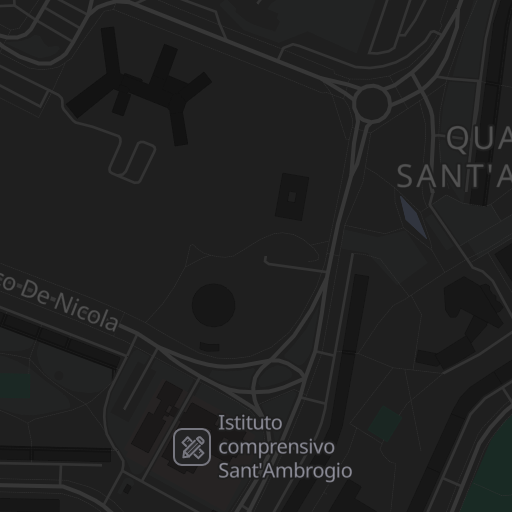 QUA
SANT'A
co De Nicola
Istituto
comprensivo
Sant'Ambrogio